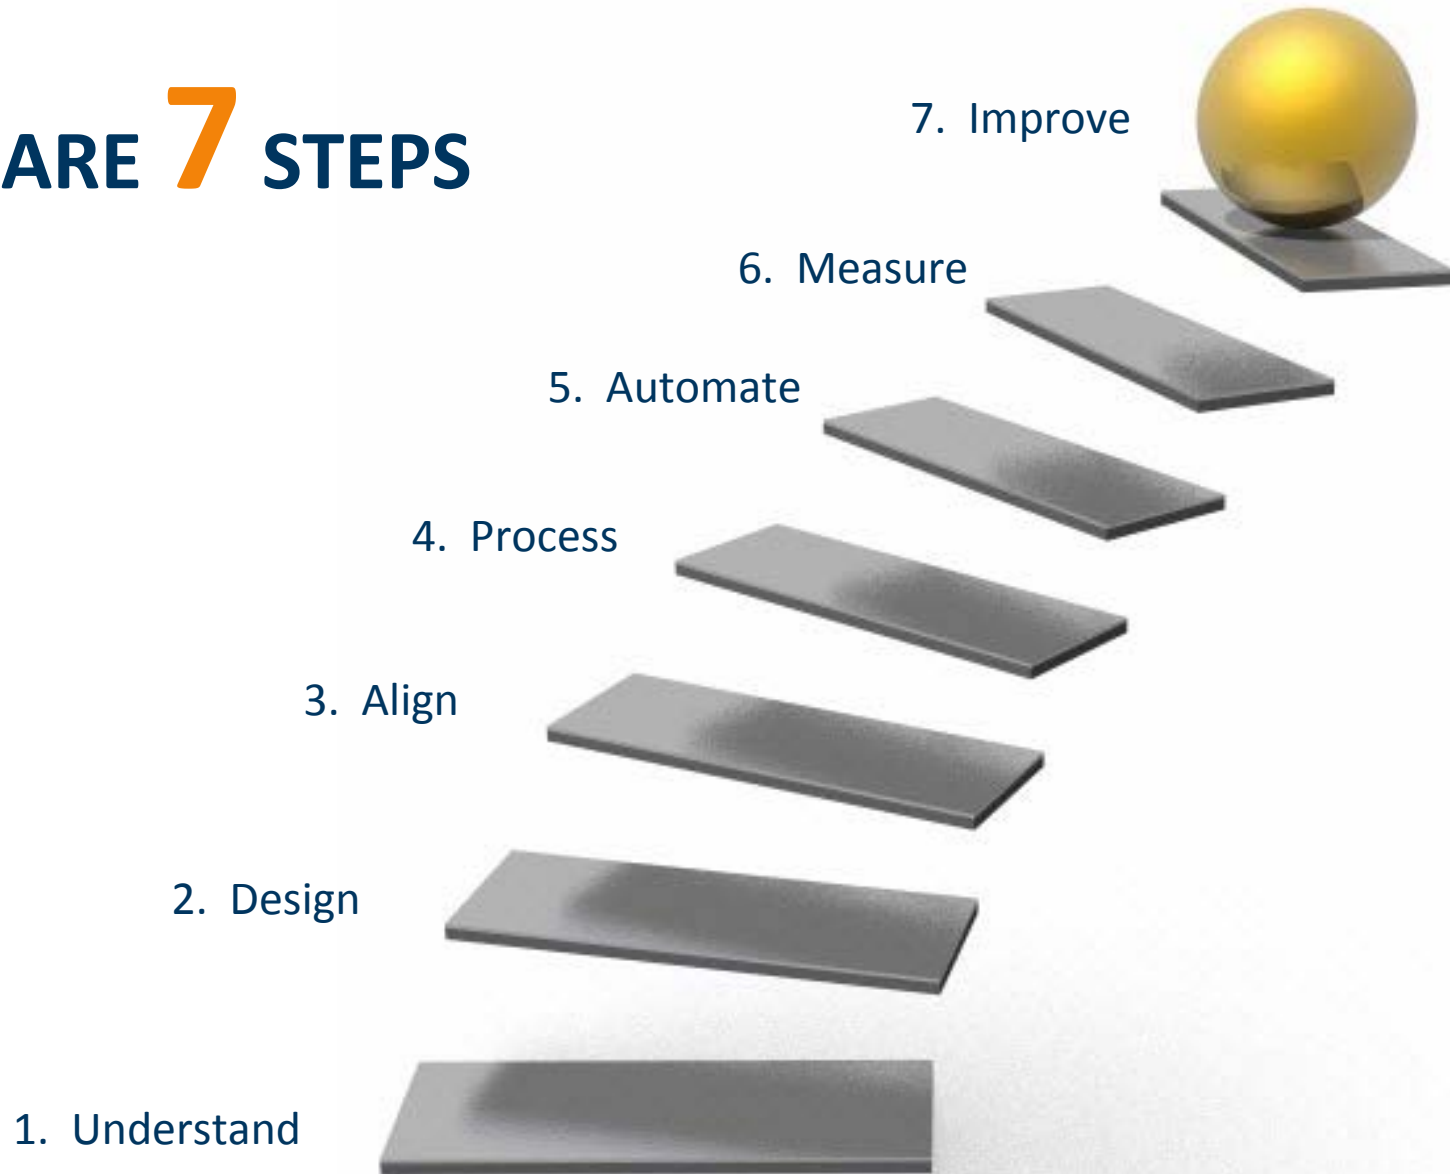 ARE 7 STEPS
7. Improve
6. Measure
5. Automate
4. Process
3. Align
2. Design
1. Understand